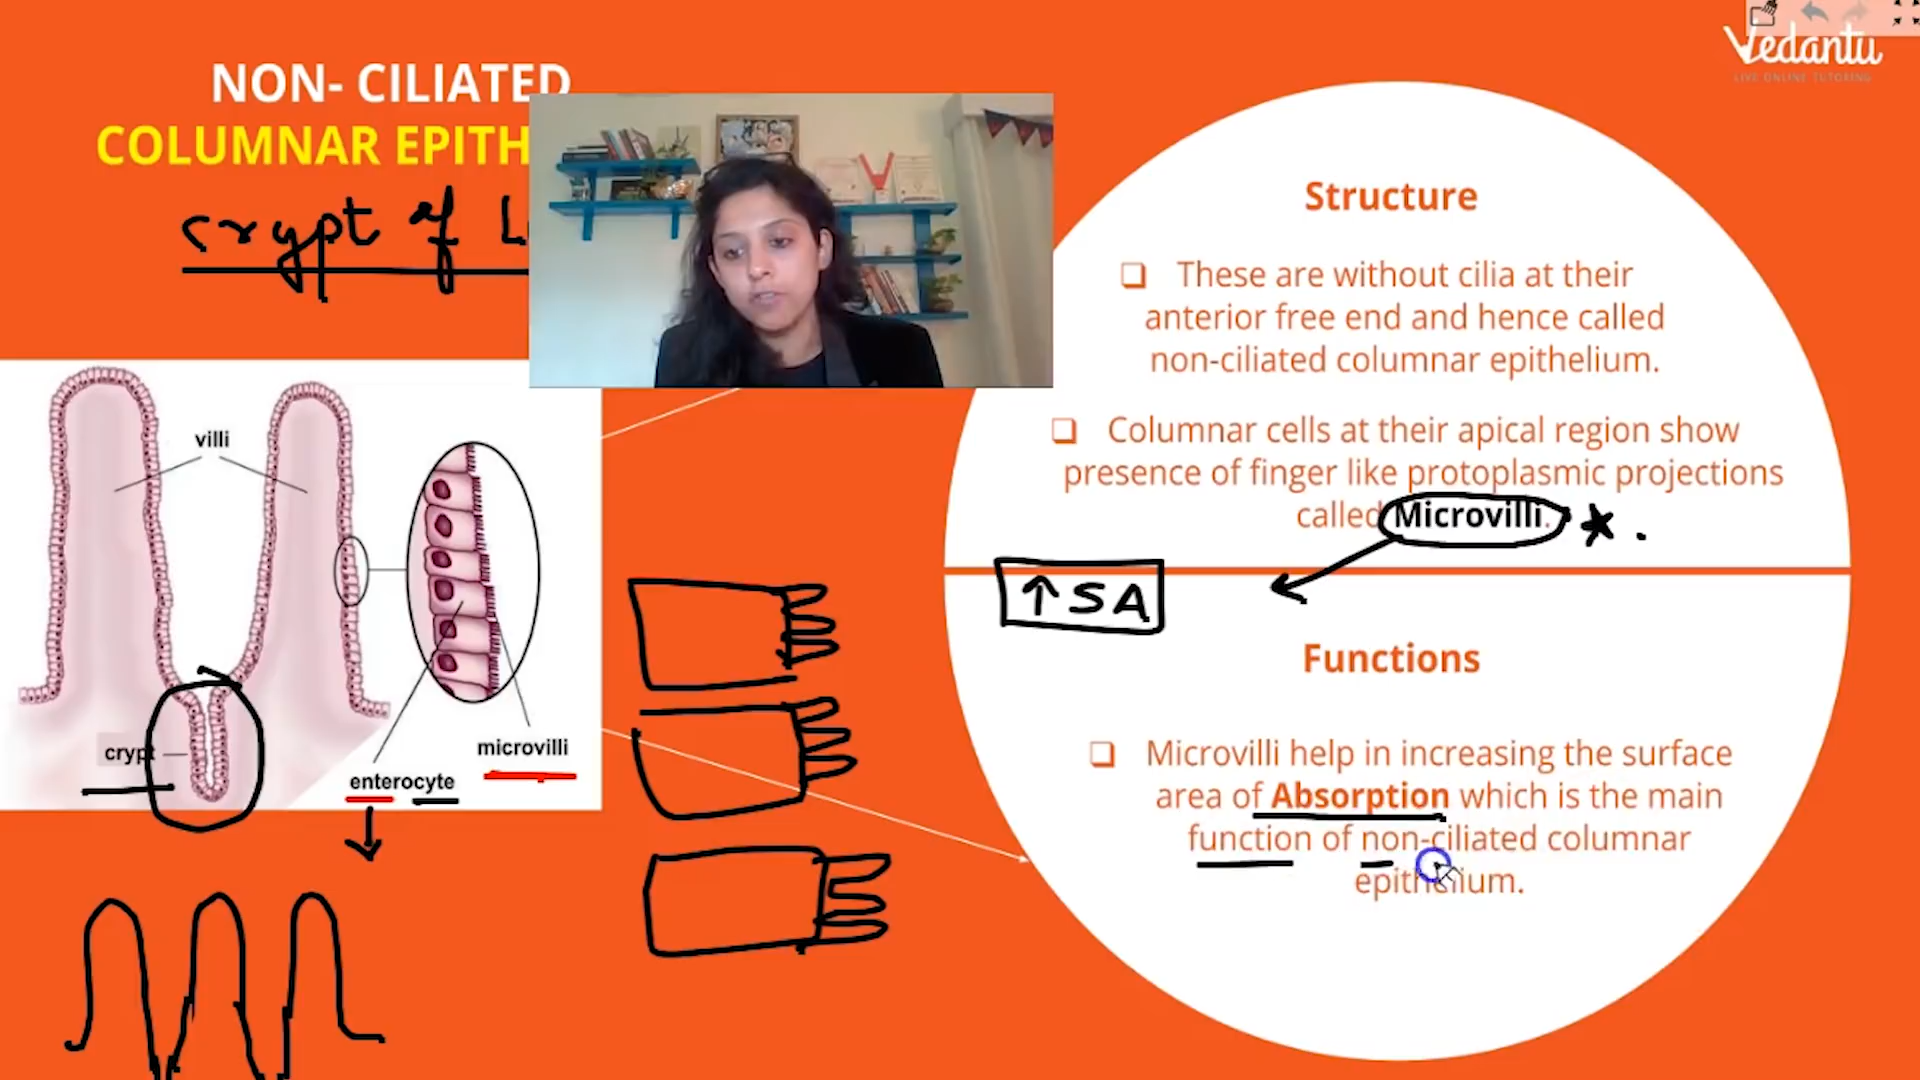 Vedantu
LIVE ONLINE TUTORING
NON- CILIATED
COLUMNAR EPITH
crypt of L
villi
crypt
enterocyte
microvilli
Structure
These are without cilia at their
anterior free end and hence called
non-ciliated columnar epithelium.
Columnar cells at their apical region show
presence of finger like protoplasmic projections
called Microvilli.
↑ SA
Functions
Microvilli help in increasing the surface
area of Absorption which is the main
function of non-ciliated columnar
epithelium.